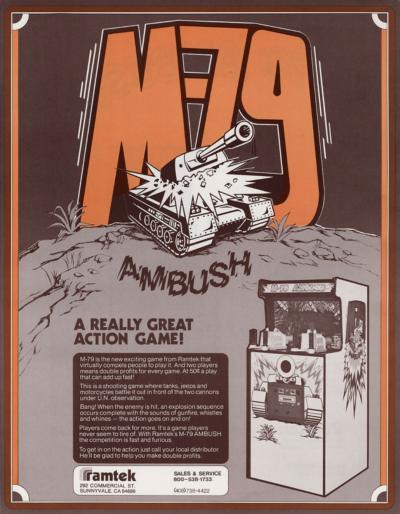 M-79
AMBUSH
A REALLY GREAT
ACTION GAME!
M-79 is the new exciting game from Ramtek that
virtually compels people to play it. And two players
means double profits for every game. At 50¢ a play
that can add up fast!
This is a shooting game where tanks, jeeps and
motorcycles battle it out in front of the two cannons
under U.N. observation.
Bang! When the enemy is hit, an explosion sequence
occurs complete with the sounds of gunfire, whistles
and whines — the action goes on and on!
Players come back for more. It's a game players
never seem to tire of. With Ramtek's M-79 AMBUSH
the competition is fast and furious.
To get in on the action just call your local distributor.
He'll be glad to help you make double profits.
M-79 AMBUSH
ramtek
292 COMMERCIAL ST.
SUNNYVALE, CA 94086
SALES & SERVICE
800-538-1733
(408)738-4422